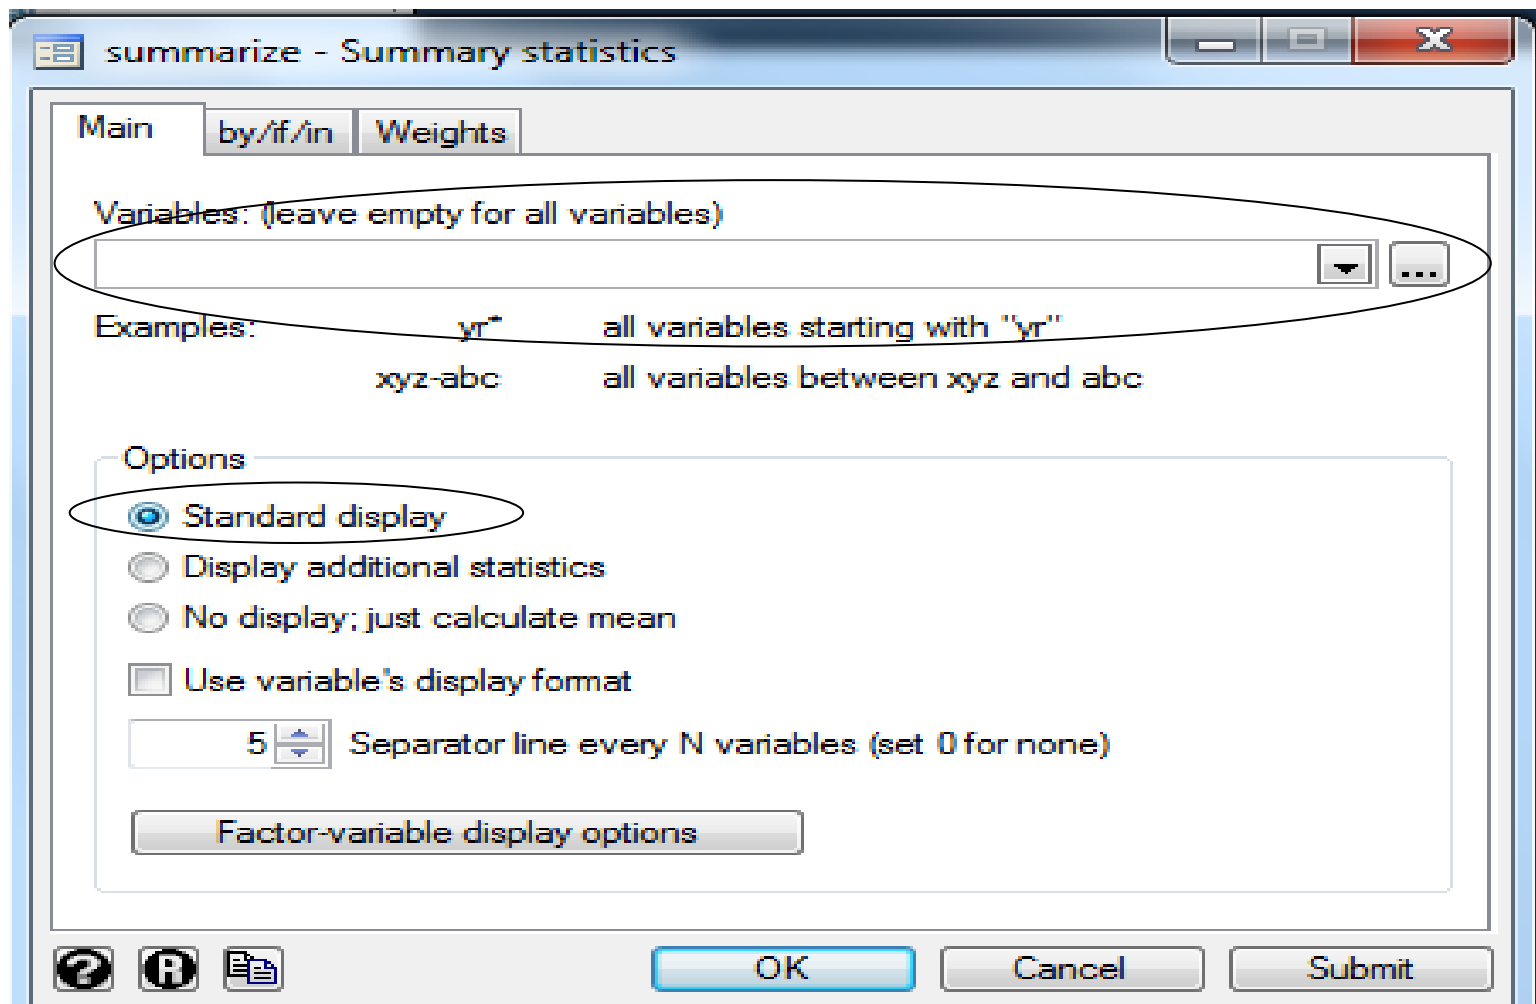 summarize - Summary statistics
Main by/if/in Weights
Variables: (leave empty for all variables)
...
Examples: yr* all variables starting with "yr"
xyz-abc all variables between xyz and abc
Options
Standard display
Display additional statistics
No display; just calculate mean
Use variable's display format
5 Separator line every N variables (set 0 for none)
Factor-variable display options
? R OK Cancel Submit